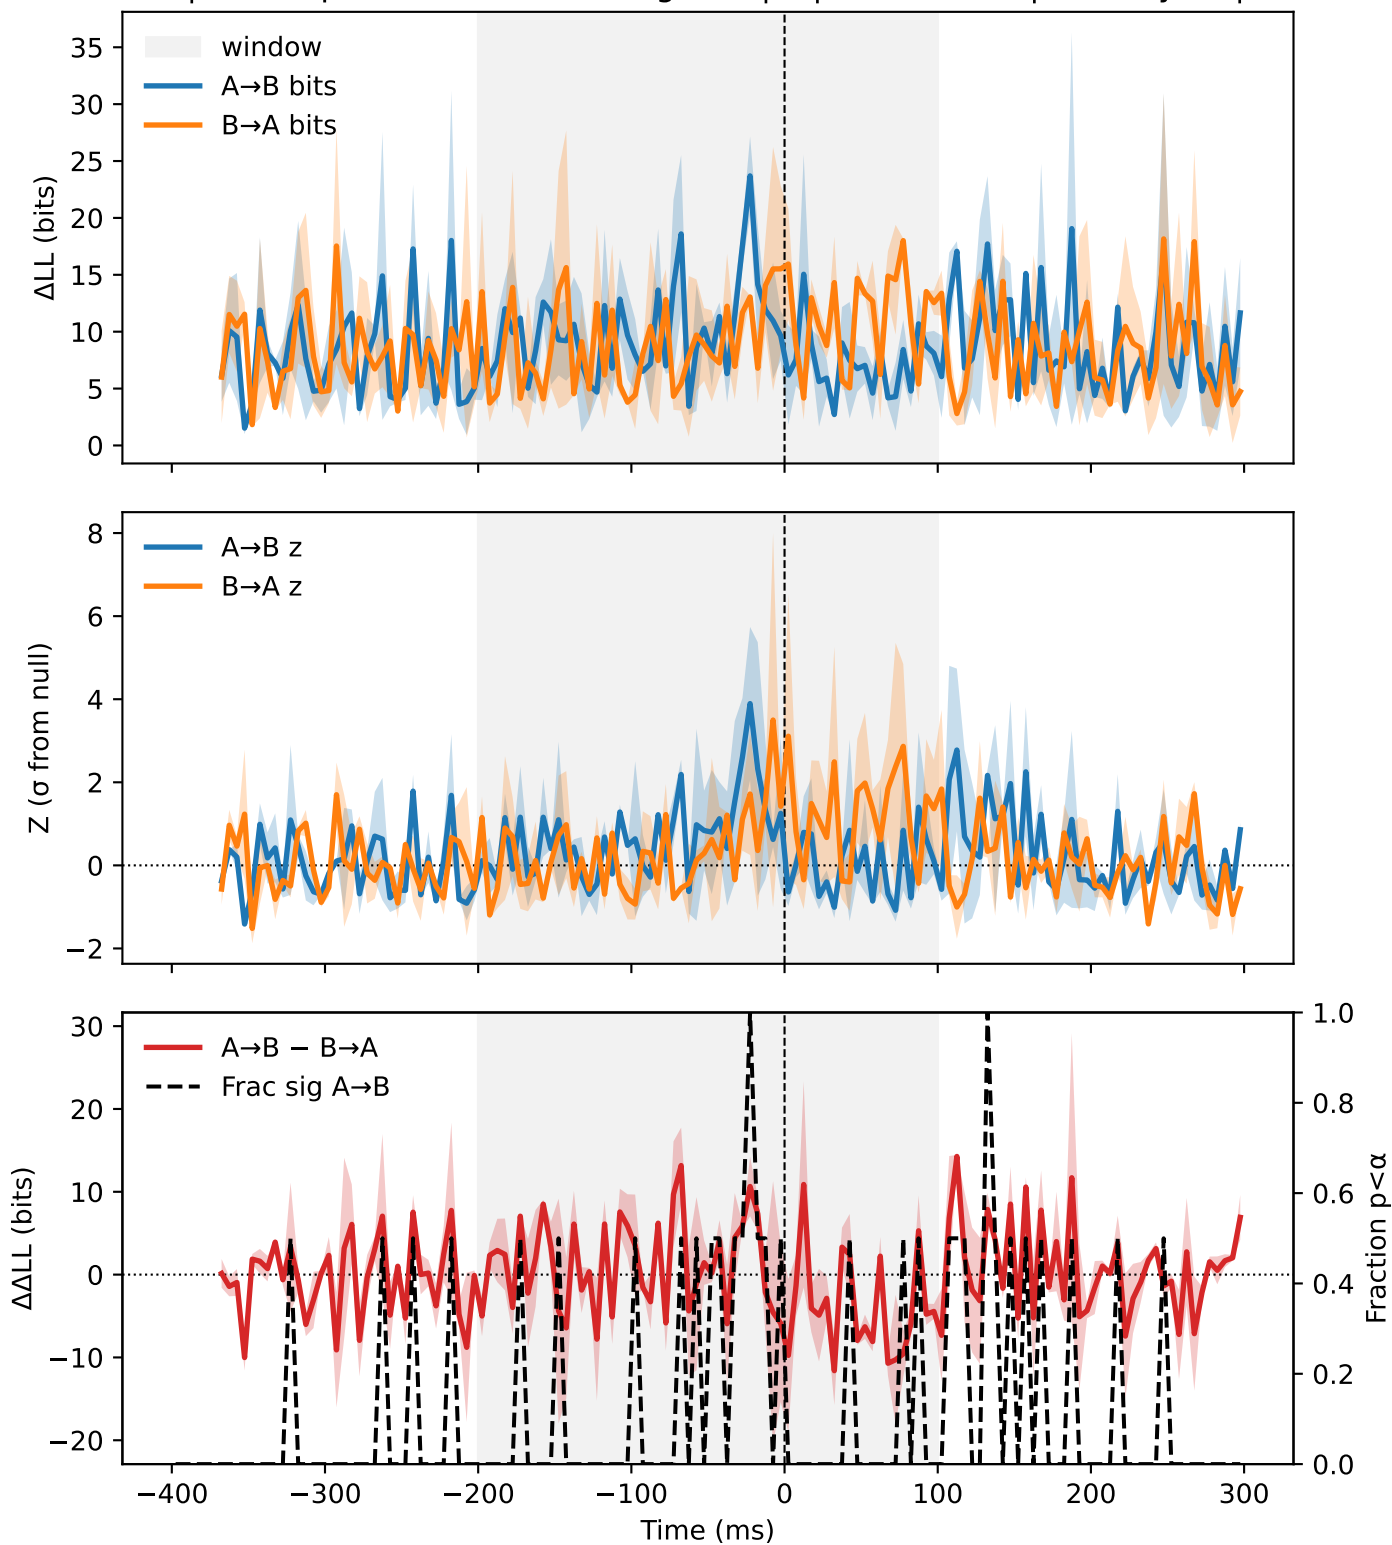 35
30
25
20
15
10
5
0
ΔLL (bits)
window
A→B bits
B→A bits
8
6
4
2
0
−2
Z (σ from null)
A→B z
B→A z
30
20
10
0
−10
−20
ΔΔLL (bits)
A→B − B→A
Frac sig A→B
1.0
0.8
0.6
0.4
0.2
0.0
Fraction p<α
−400 −300 −200 −100 0 100 200 300
Time (ms)